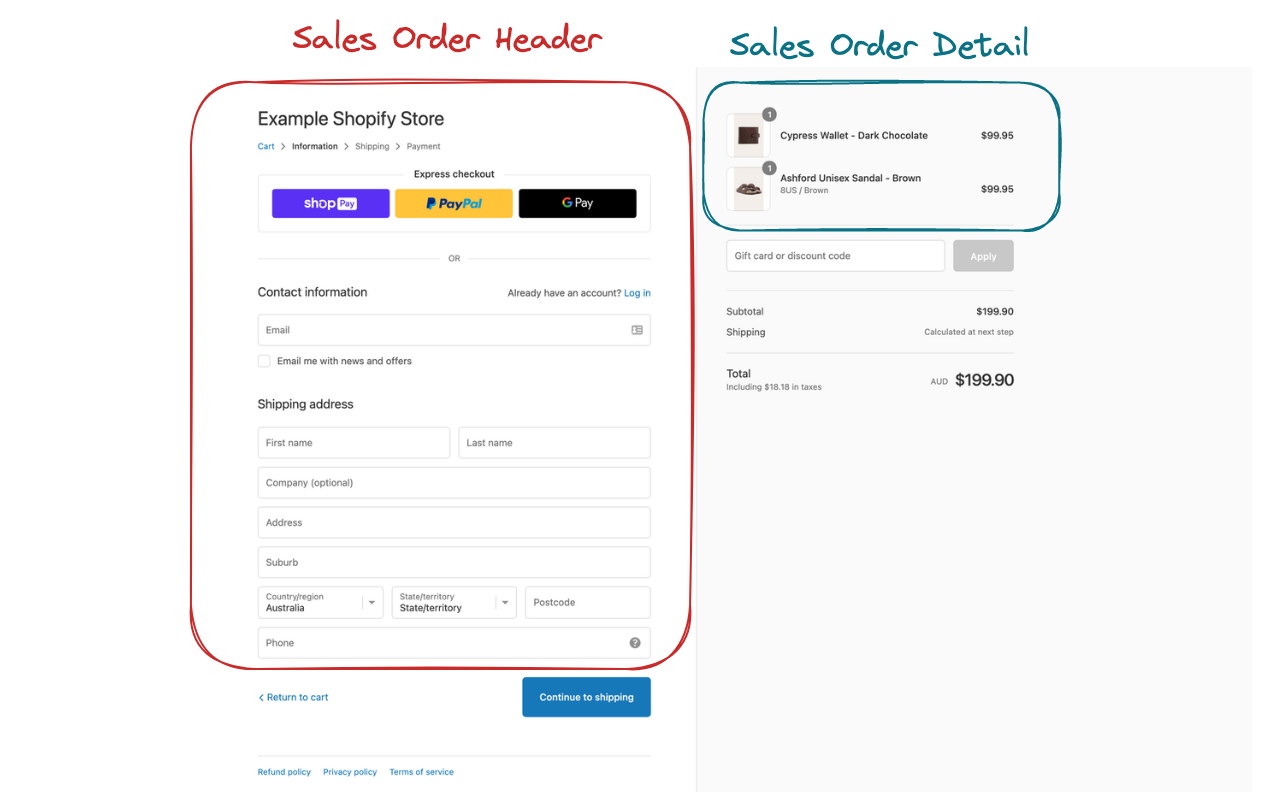 Sales Order Header
Sales Order Detail
Example Shopify Store
Cart > Information > Shipping > Payment
Express checkout
shop Pay
PayPal
G Pay
OR
Contact information
Already have an account? Log in
Email
Email me with news and offers
Shipping address
First name
Last name
Company (optional)
Address
Suburb
Country/region
Australia
State/territory
State/territory
Postcode
Phone
?
< Return to cart
Continue to shipping
Refund policy
Privacy policy
Terms of service
1
Cypress Wallet - Dark Chocolate
$99.95
1
Ashford Unisex Sandal - Brown
8US / Brown
$99.95
Gift card or discount code
Apply
Subtotal
$199.90
Shipping
Calculated at next step
Total
Including $18.18 in taxes
AUD $199.90